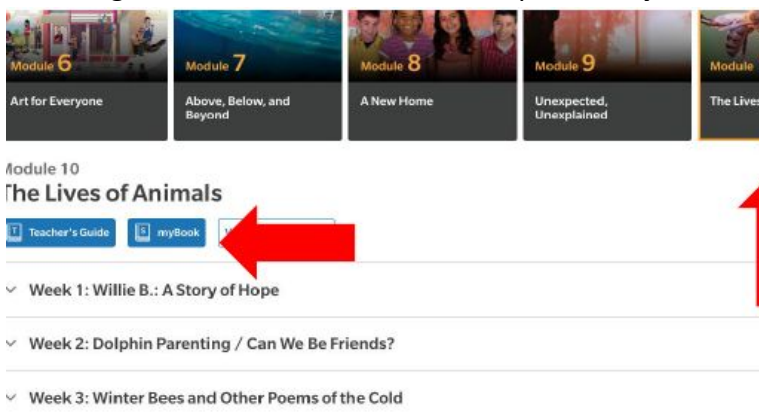 Module 6
Module 7
Module 8
Module 9
Module
Art for Everyone
Above, Below, and
Beyond
A New Home
Unexpected,
Unexplained
The Lives
Module 10
The Lives of Animals
T Teacher's Guide
S myBook
Week 1: Willie B.: A Story of Hope
Week 2: Dolphin Parenting / Can We Be Friends?
Week 3: Winter Bees and Other Poems of the Cold